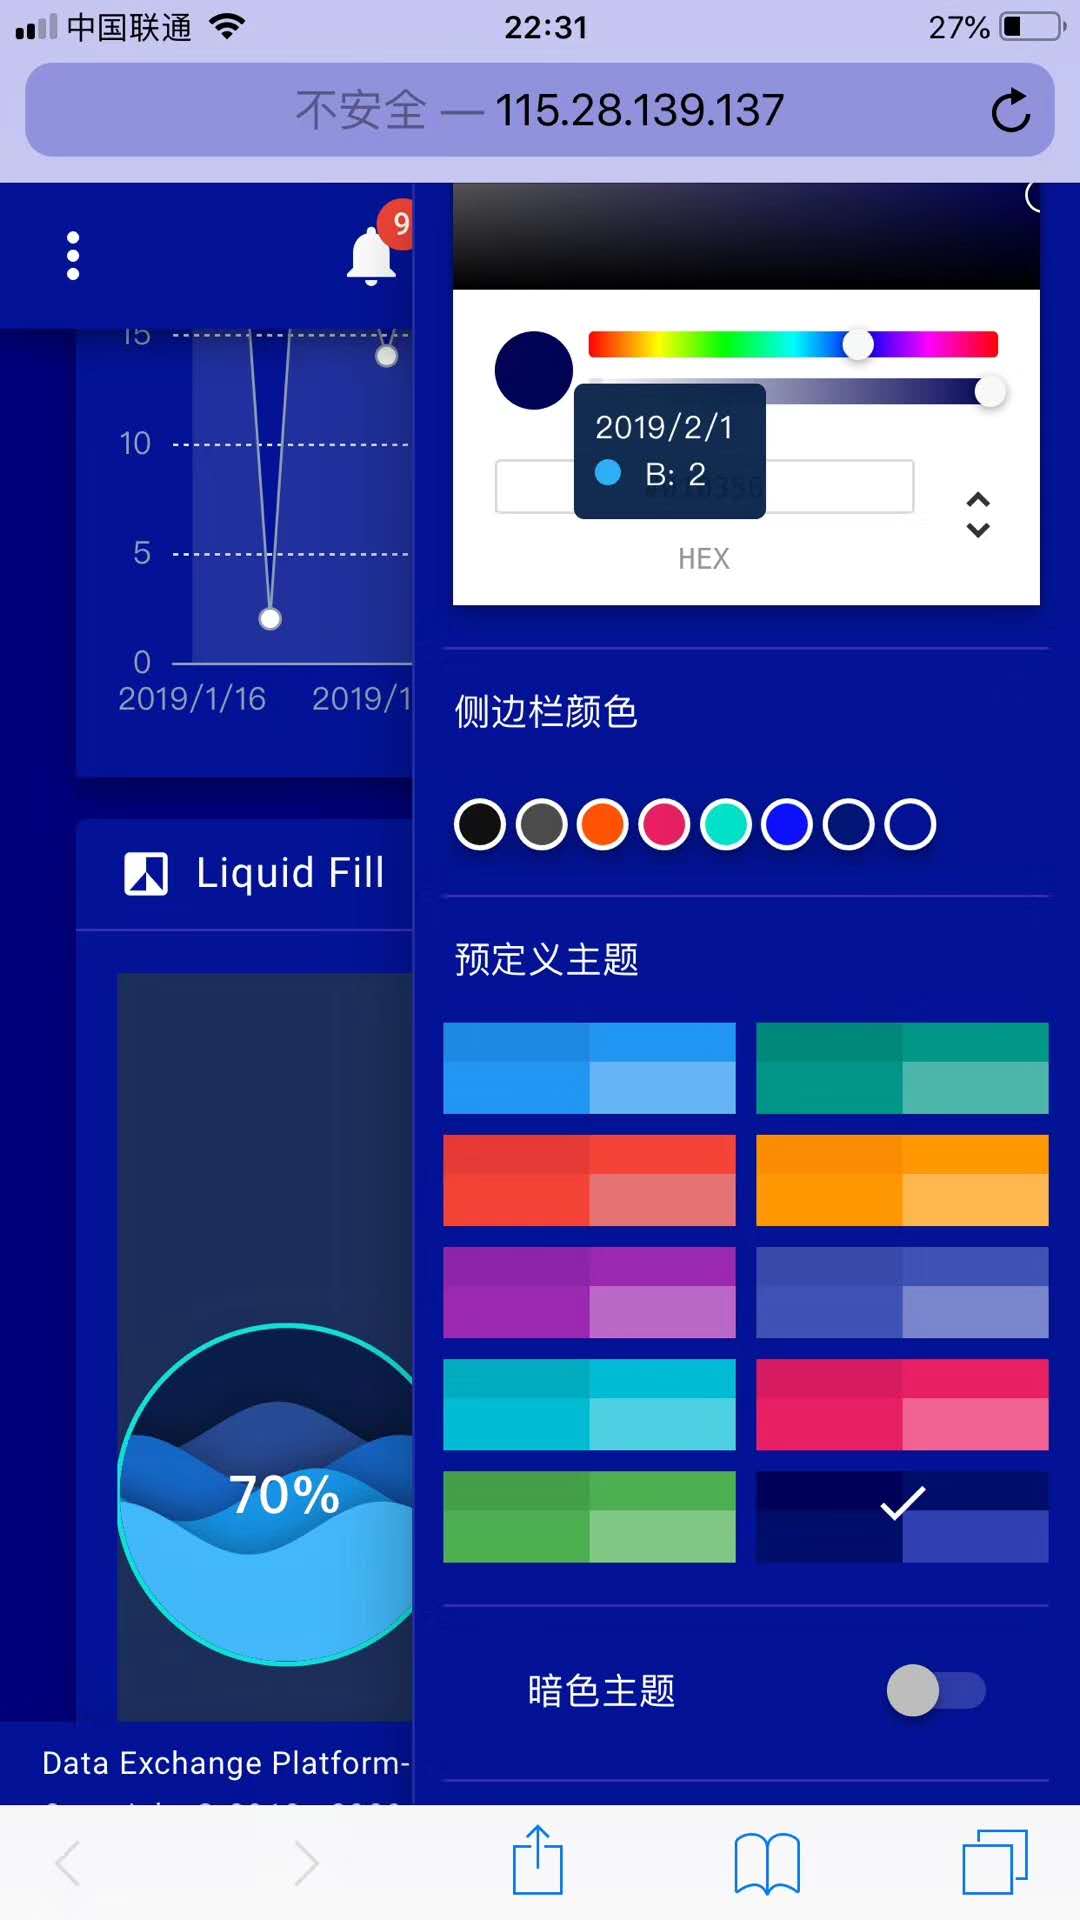 中国联通
22:31
27%
不安全 — 115.28.139.137
9
15
10
5
0
2019/1/16
2019/1
2019/2/1
B: 2
HEX
侧边栏颜色
Liquid Fill
预定义主题
70%
暗色主题
Data Exchange Platform-